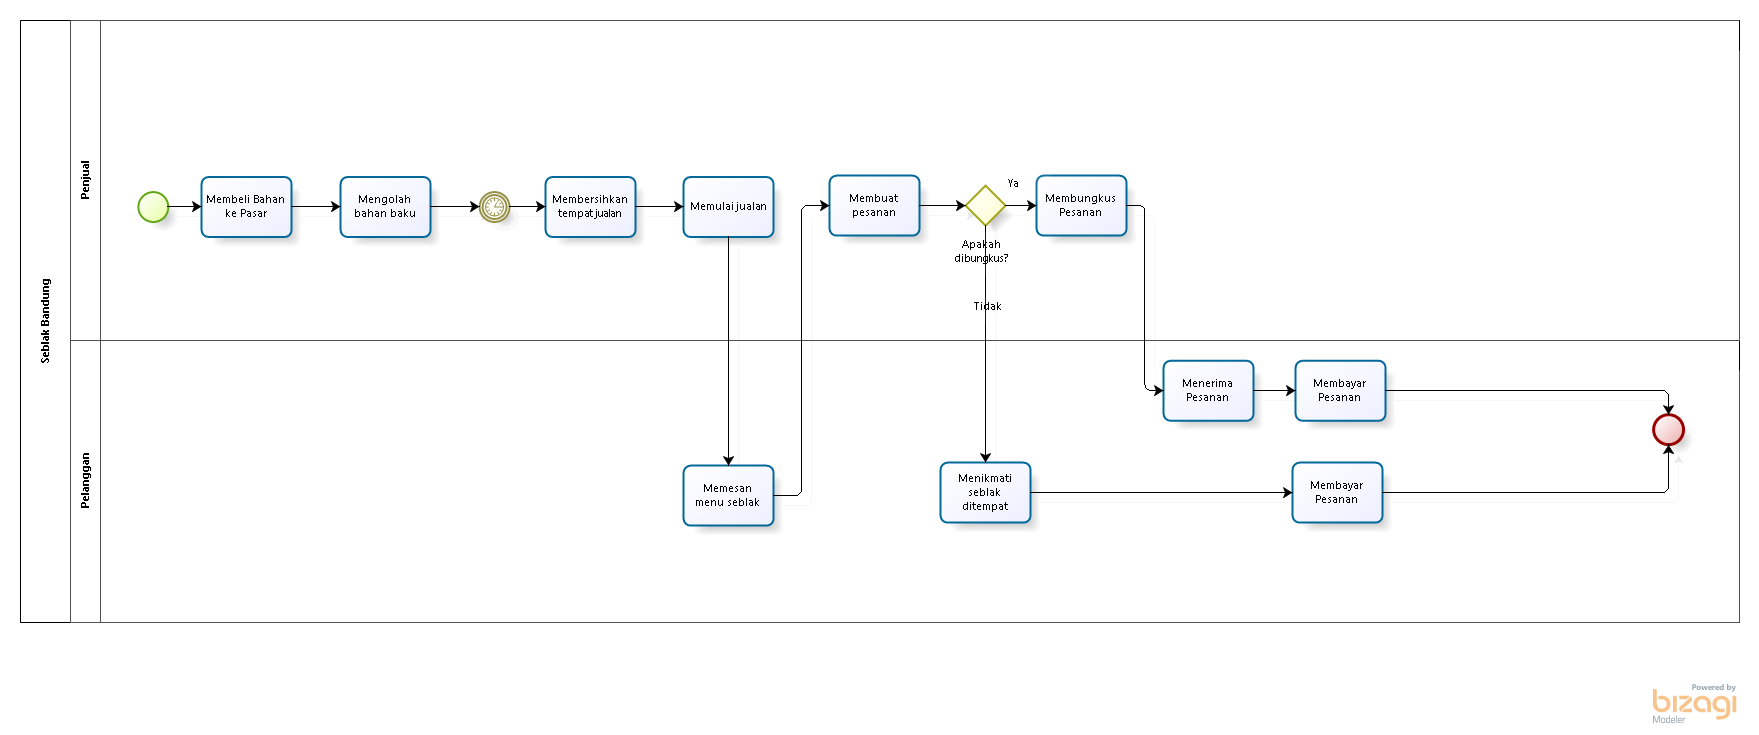 Seblak Bandung
Penjual
Membeli Bahan
ke Pasar
Mengolah
bahan baku
Membersihkan
tempat jualan
Memulai jualan
Membuat
pesanan
Apakah
dibungkus?
Ya
Tidak
Membungkus
Pesanan
Pelanggan
Memesan
menu seblak
Menikmati
seblak
ditempat
Menerima
Pesanan
Membayar
Pesanan
Membayar
Pesanan
Powered by
bizagi
Modeler